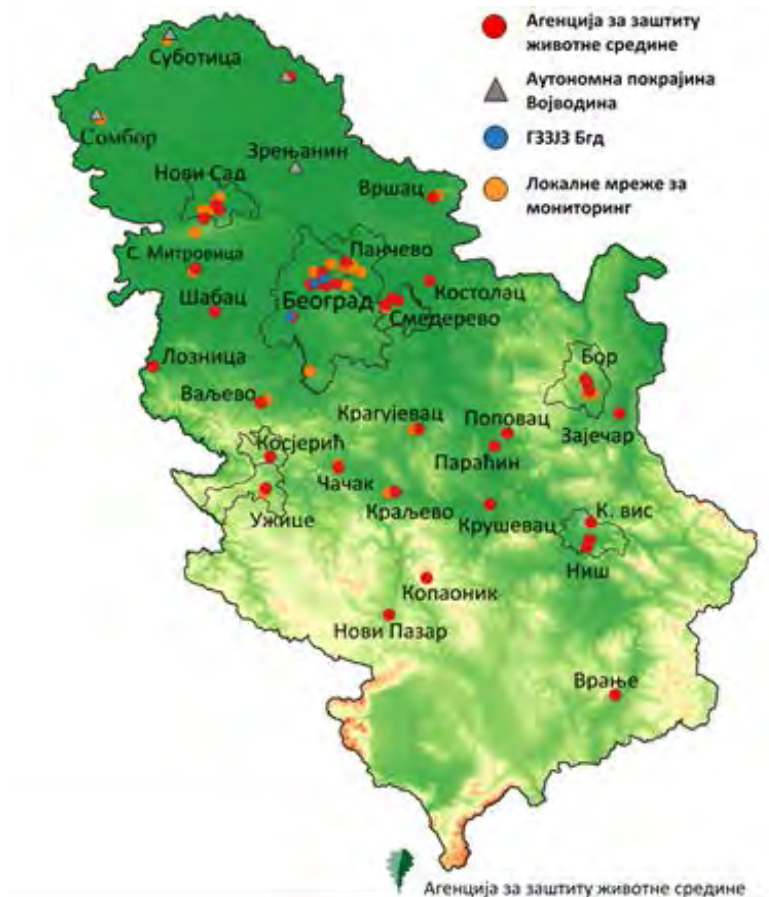 Агенција за заштиту
животне средине
Аутономна покрајина
Војводина
ГЗЗЈЗ Бгд
Локалне мреже за
мониторинг
Суботица
Сомбор
Зрењанин
Нови Сад
Вршац
С. Митровица
Панчево
Костолац
Шабац
Београд
Смедерево
Лозница
Бор
Ваљево
Крагујевац
Поповац
Зајечар
Косјерић
Параћин
Чачак
К. вис
Ужице
Краљево
Крушевац
Ниш
Копаоник
Нови Пазар
Врање
Агенција за заштиту животне средине